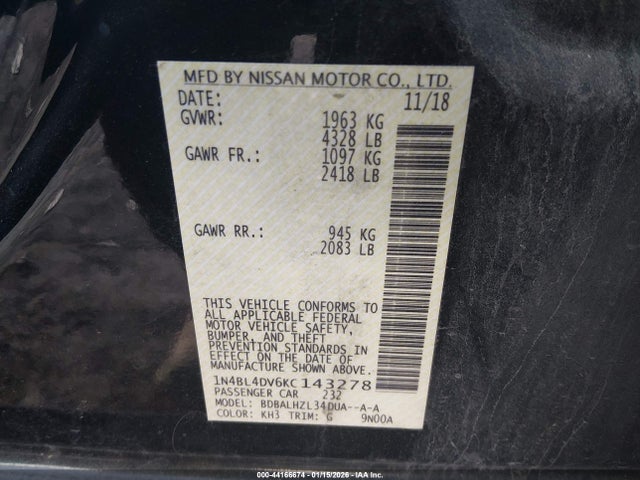 MFD BY NISSAN MOTOR CO., LTD.
DATE: 11/18
GVWR: 1963 KG
4328 LB
GAWR FR.: 1097 KG
2418 LB
GAWR RR.: 945 KG
2083 LB
THIS VEHICLE CONFORMS TO
ALL APPLICABLE FEDERAL
MOTOR VEHICLE SAFETY,
BUMPER, AND THEFT
PREVENTION STANDARDS IN
EFFECT ON THE DATE OF
MANUFACTURE SHOWN ABOVE.
1N4BL4DV6KC143278
PASSENGER CAR 232
MODEL: BDBALHZL34DUA--A-A
COLOR: KH3 TRIM: G 9N00A
000-44166674 - 01/15/2026 - IAA Inc.